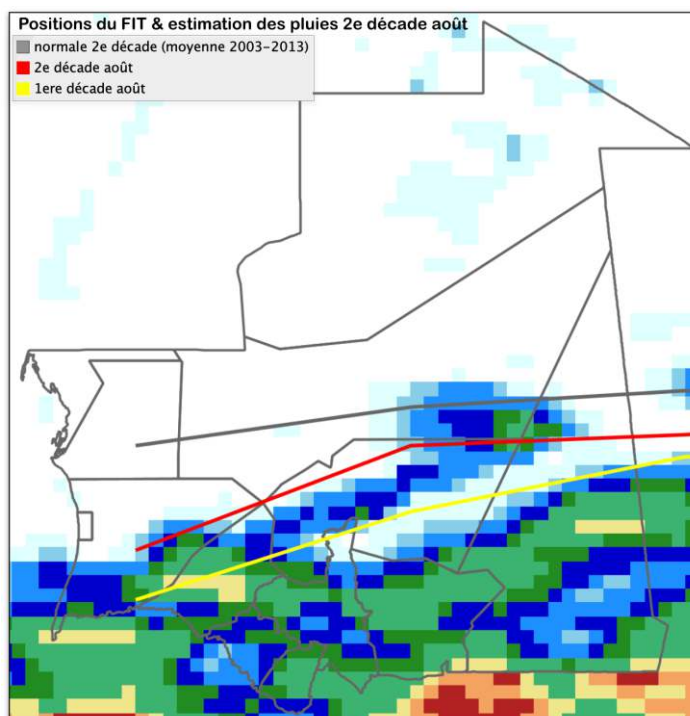 Positions du FIT & estimation des pluies 2e décade août
normale 2e décade (moyenne 2003-2013)
2e décade août
1ere décade août